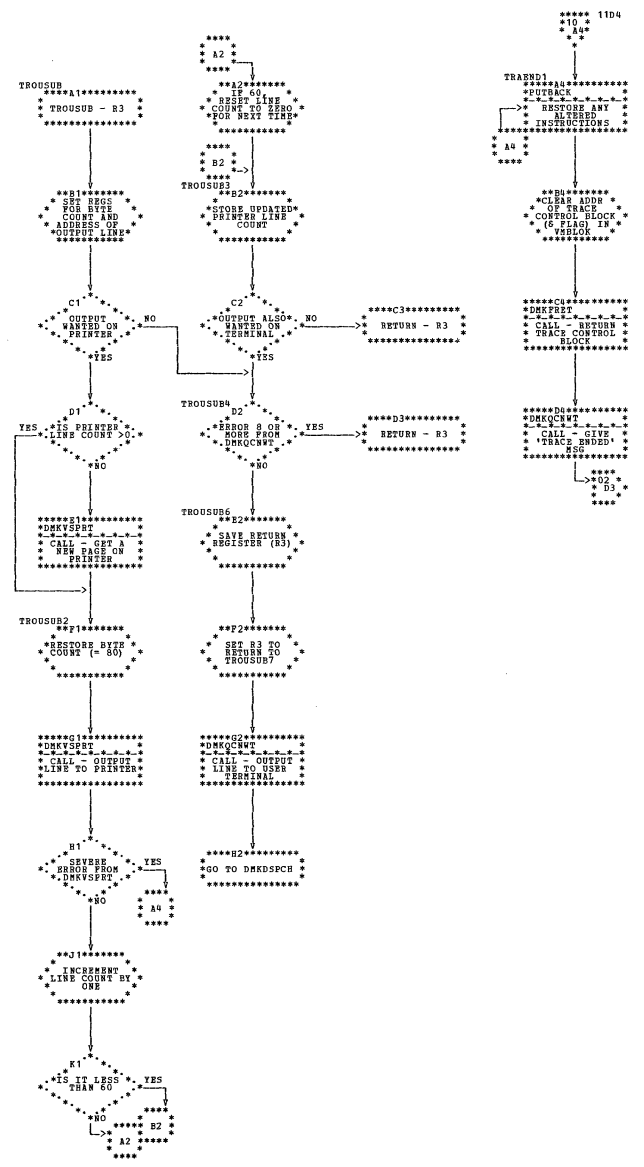 TROUSUB
A1
TROUSUB - R3
B1
SET REGS
FOR BYTE
COUNT AND
ADDRESS OF
OUTPUT LINE
C1
OUTPUT
WANTED ON
PRINTER
NO
YES
D1
YES
IS PRINTER
LINE COUNT >0
NO
E1
DMKVSPRT
CALL - GET A
NEW PAGE ON
PRINTER
TROUSUB2
F1
RESTORE BYTE
COUNT (= 80)
G1
DMKVSPRT
CALL - OUTPUT
LINE TO PRINTER
H1
SEVERE
ERROR FROM
DMKVSPRT
YES
NO
A4
J1
INCREMENT
LINE COUNT BY
ONE
K1
IS IT LESS
THAN 60
YES
NO
B2
A2
A2
A2
IF 60,
RESET LINE
COUNT TO ZERO
FOR NEXT TIME
B2
TROUSUB3
B2
STORE UPDATED
PRINTER LINE
COUNT
C2
OUTPUT ALSO
WANTED ON
TERMINAL
NO
YES
C3
RETURN - R3
TROUSUB4
D2
ERROR 8 OR
MORE FROM
DMKQCNWT
YES
NO
D3
RETURN - R3
TROUSUB6
E2
SAVE RETURN
REGISTER (R3)
F2
SET R3 TO
RETURN TO
TROUSUB7
G2
DMKQCNWT
CALL - OUTPUT
LINE TO USER
TERMINAL
H2
GO TO DMKDSPCH
11D4
10
A4
TRAEND1
A4
PUTBACK
RESTORE ANY
ALTERED
INSTRUCTIONS
A4
B4
CLEAR ADDR
OF TRACE
CONTROL BLOCK
(& FLAG) IN
VMBLOK
C4
DMKFRET
CALL - RETURN
TRACE CONTROL
BLOCK
D4
DMKQCNWT
CALL - GIVE
'TRACE ENDED'
MSG
02
D3